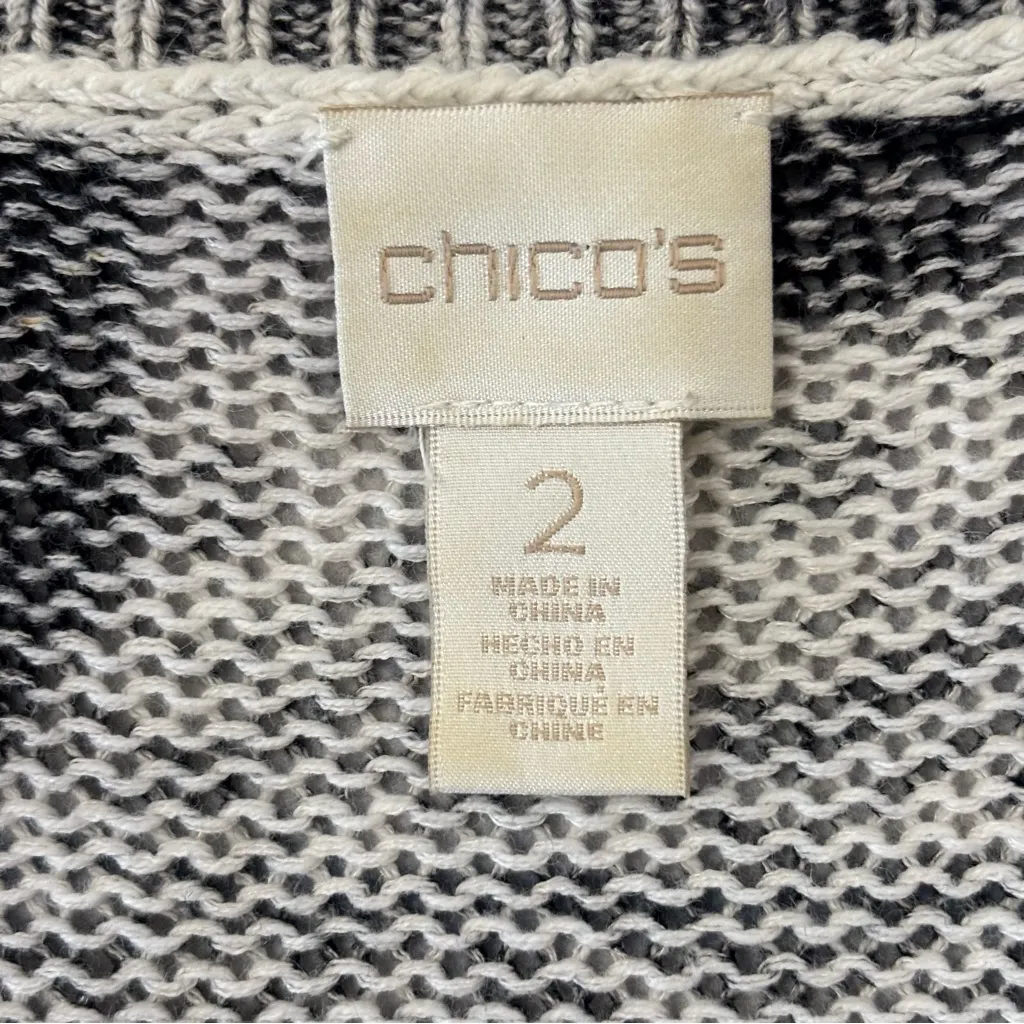 chico's
2
MADE IN
CHINA
HECHO EN
CHINA
FABRIQUÉ EN
CHINE